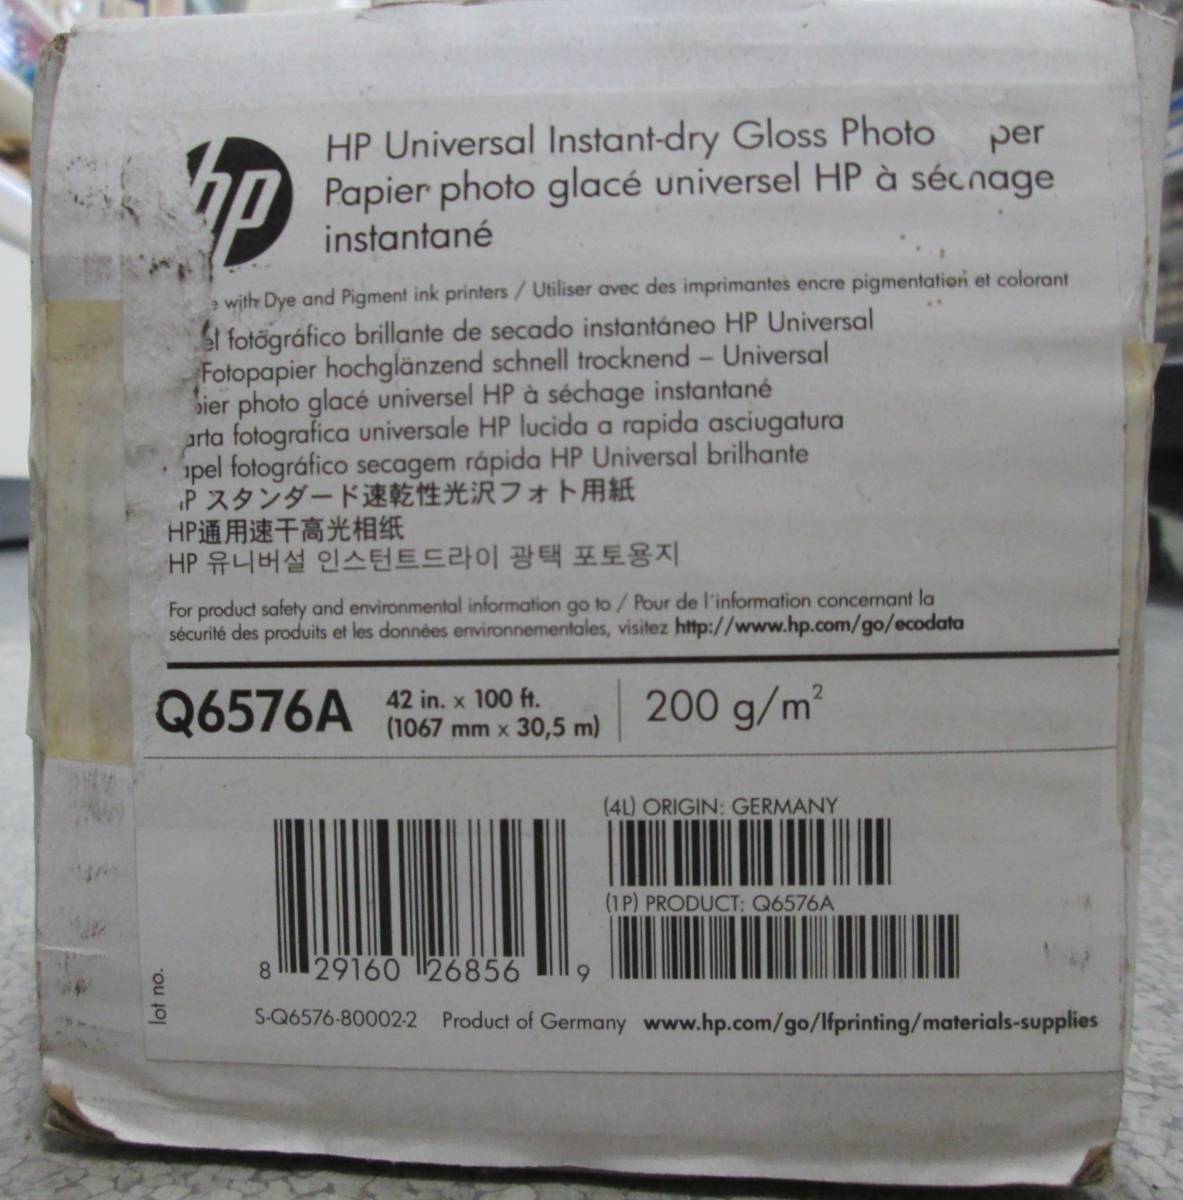 hp
HP Universal Instant-dry Gloss Photo per
Papier photo glacé universel HP à séchage
instantané
with Dye and Pigment ink printers / Utiliser avec des imprimantes encre pigmentation et colorant
el fotográfico brillante de secado instantáneo HP Universal
Fotopapier hochglänzend schnell trocknend – Universal
pier photo glacé universel HP à séchage instantané
arta fotografica universale HP lucida a rapida asciugatura
apel fotográfico secagem rápida HP Universal brilhante
HP スタンダード速乾性光沢フォト用紙
HP通用速干高光相纸
HP 유니버설 인스턴트드라이 광택 포토용지
For product safety and environmental information go to / Pour de l'information concernant la
sécurité des produits et les données environnementales, visitez http://www.hp.com/go/ecodata
Q6576A 42 in. x 100 ft. 200 g/m²
(1067 mm x 30,5 m)
(4L) ORIGIN: GERMANY
(1P) PRODUCT: Q6576A
8 29160 26856 9
lot no.
S-Q6576-80002-2 Product of Germany www.hp.com/go/lfprinting/materials-supplies